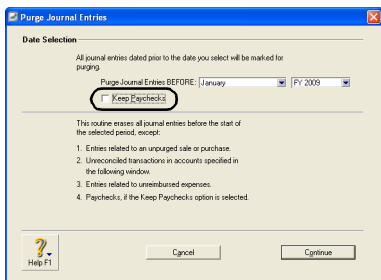 Purge Journal Entries
Date Selection
All journal entries dated prior to the date you select will be marked for
purging.
Purge Journal Entries BEFORE: January FY 2009
Keep Paychecks
This routine erases all journal entries before the start of
the selected period, except:
1. Entries related to an unpurged sale or purchase.
2. Unreconciled transactions in accounts specified in
the following window.
3. Entries related to unreimbursed expenses.
4. Paychecks, if the Keep Paychecks option is selected.
Help F1
Cancel
Continue